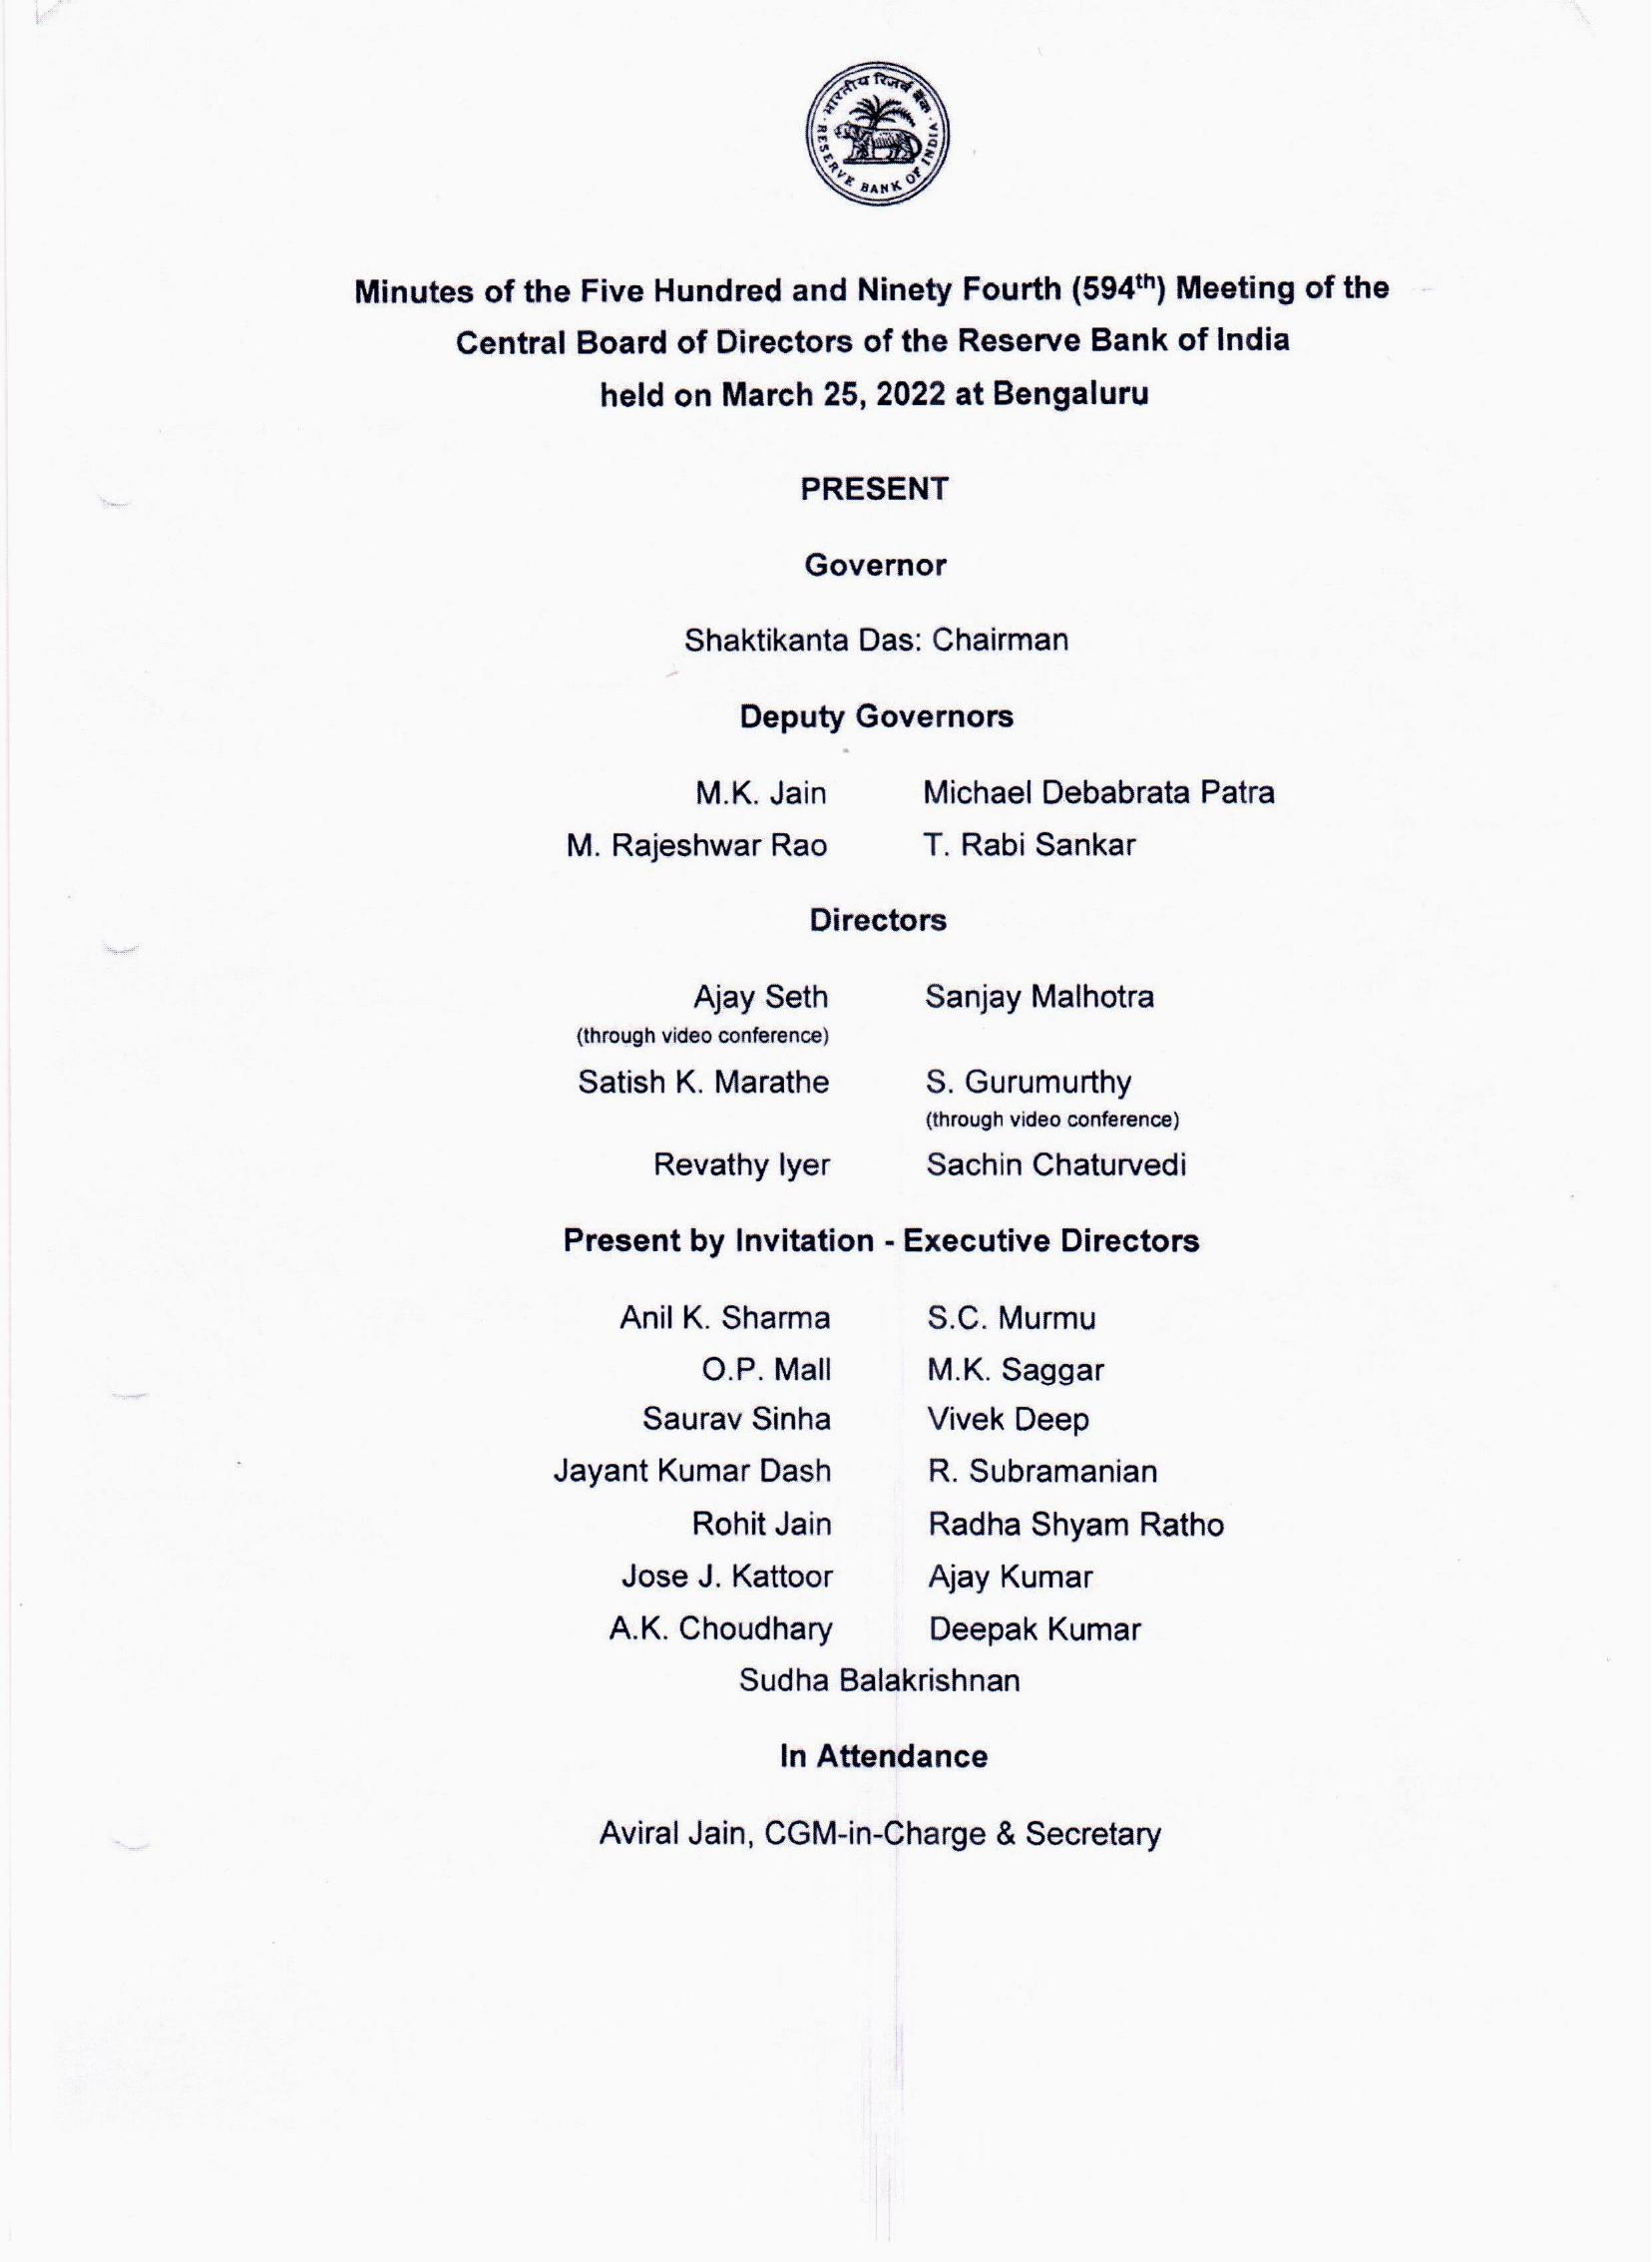 भारतीय रिज़र्व बैंक
RESERVE BANK OF INDIA
Minutes of the Five Hundred and Ninety Fourth (594th) Meeting of the
Central Board of Directors of the Reserve Bank of India
held on March 25, 2022 at Bengaluru
PRESENT
Governor
Shaktikanta Das: Chairman
Deputy Governors
M.K. Jain Michael Debabrata Patra
M. Rajeshwar Rao T. Rabi Sankar
Directors
Ajay Seth Sanjay Malhotra
(through video conference)
Satish K. Marathe S. Gurumurthy
(through video conference)
Revathy Iyer Sachin Chaturvedi
Present by Invitation - Executive Directors
Anil K. Sharma S.C. Murmu
O.P. Mall M.K. Saggar
Saurav Sinha Vivek Deep
Jayant Kumar Dash R. Subramanian
Rohit Jain Radha Shyam Ratho
Jose J. Kattoor Ajay Kumar
A.K. Choudhary Deepak Kumar
Sudha Balakrishnan
In Attendance
Aviral Jain, CGM-in-Charge & Secretary